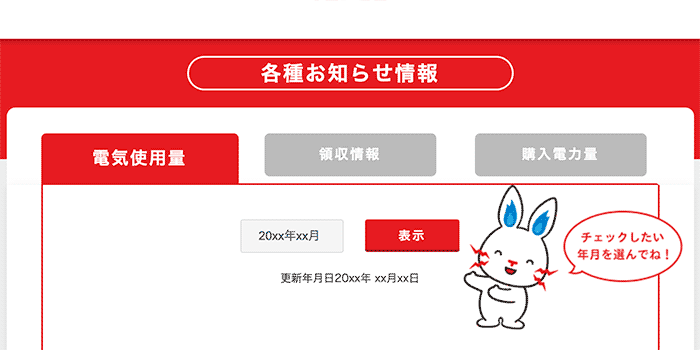 各種お知らせ情報
電気使用量
領収情報
購入電力量
20xx年xx月
表示
チェックしたい
年月を選んでね！
更新年月日20xx年 xx月xx日